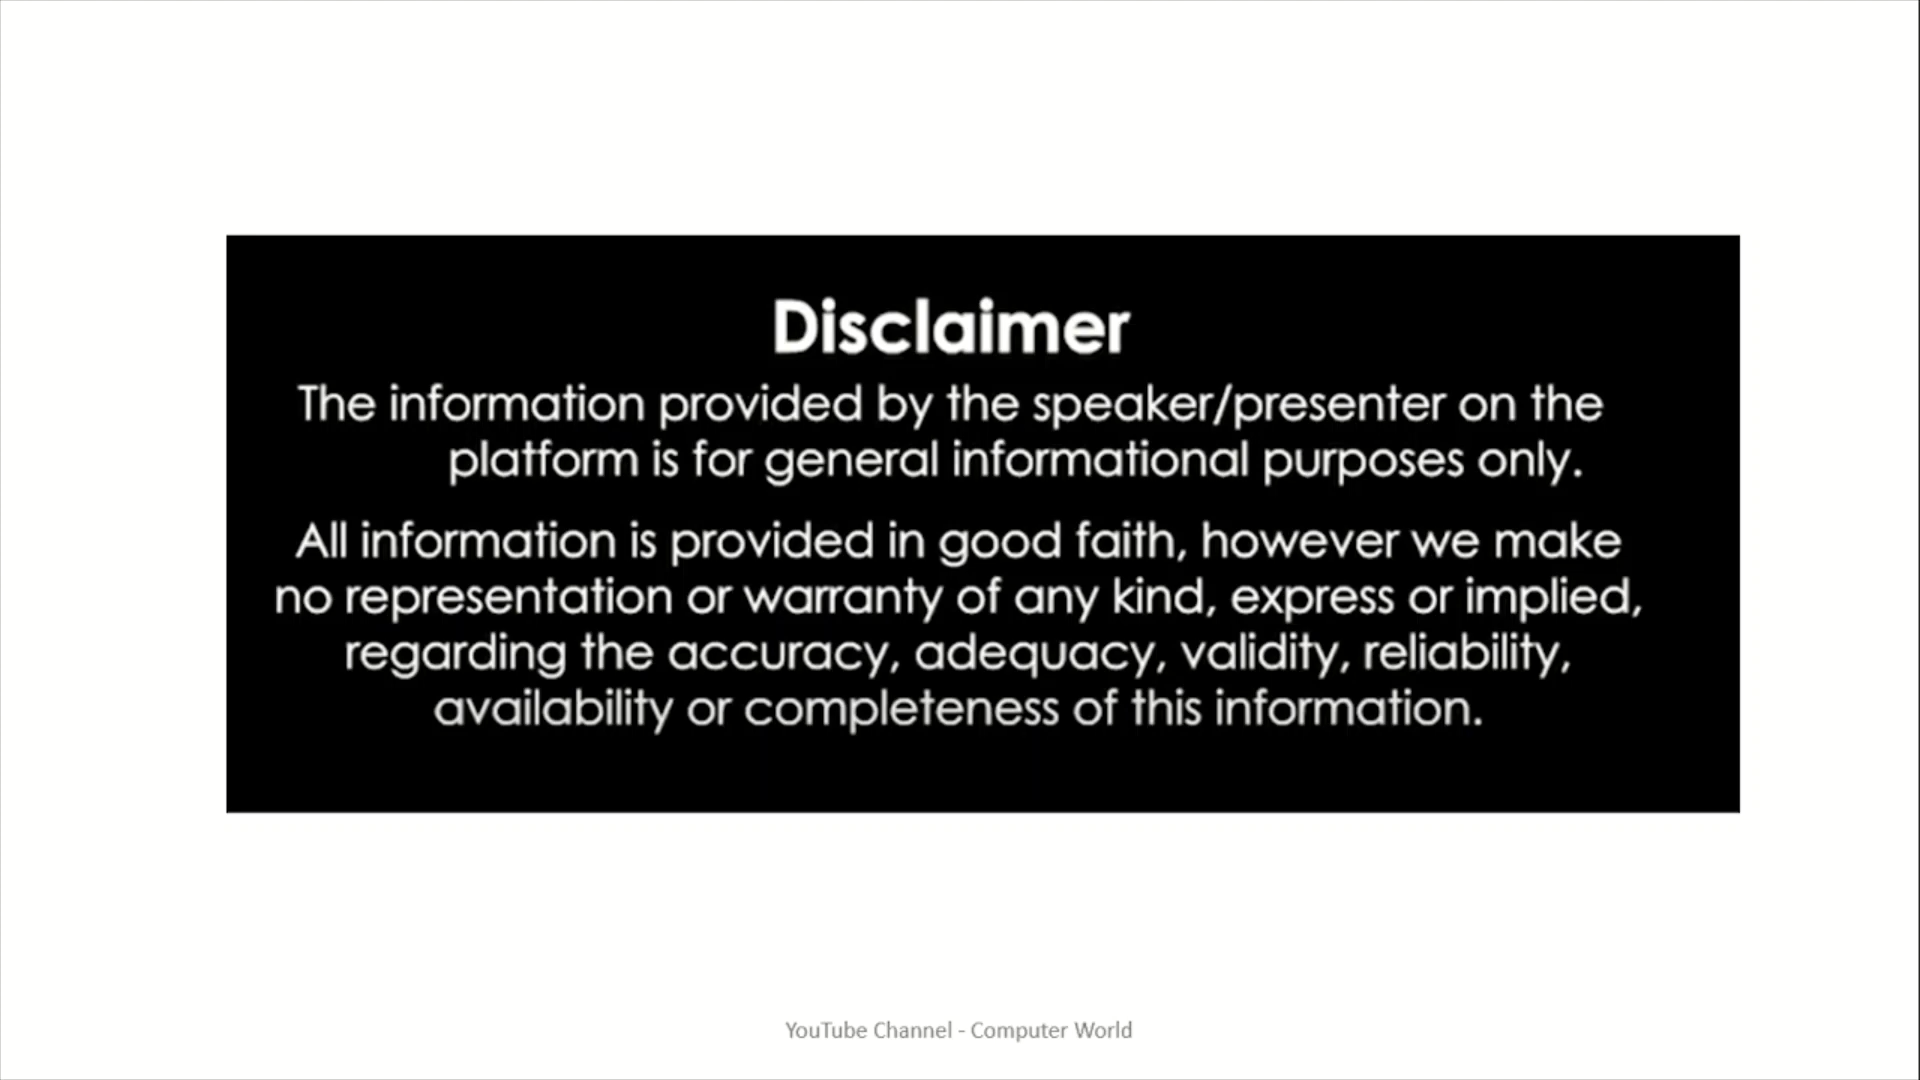 Disclaimer
The information provided by the speaker/presenter on the
platform is for general informational purposes only.
All information is provided in good faith, however we make
no representation or warranty of any kind, express or implied,
regarding the accuracy, adequacy, validity, reliability,
availability or completeness of this information.
YouTube Channel - Computer World